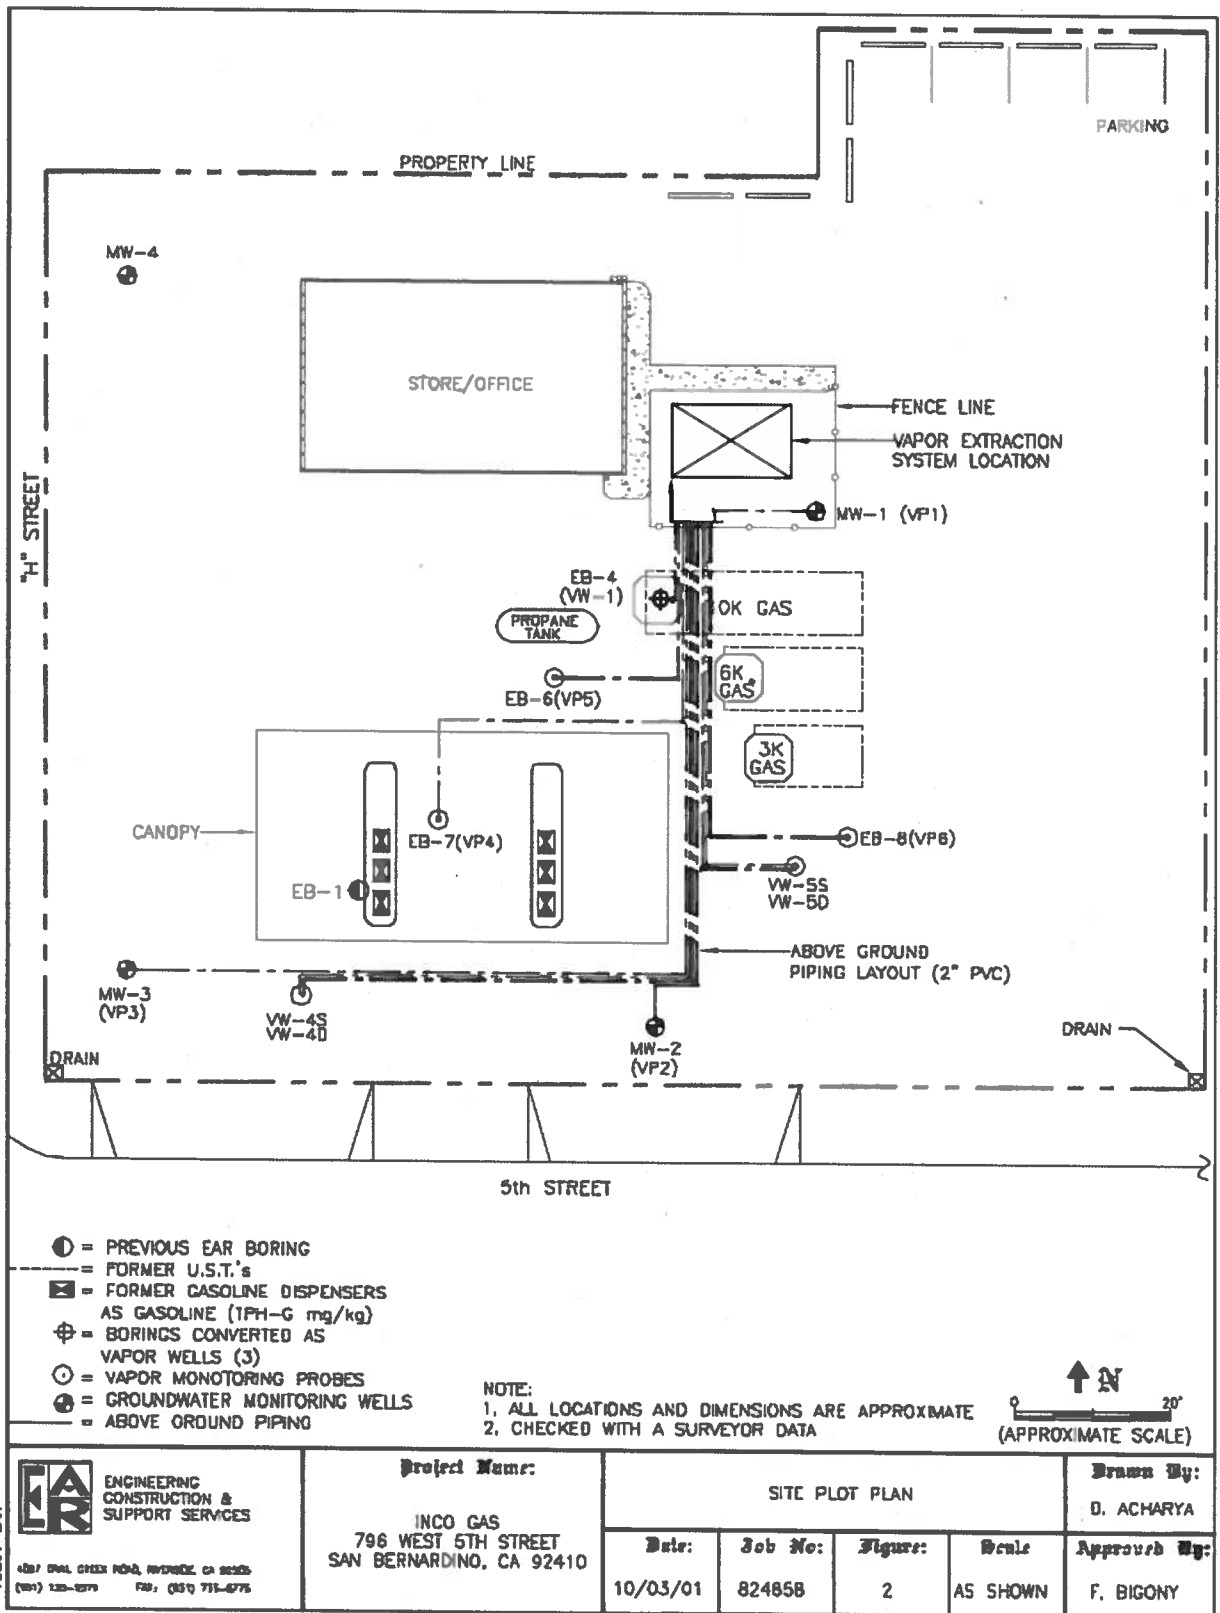 PARKING
PROPERTY LINE
MW-4
STORE/OFFICE
FENCE LINE
VAPOR EXTRACTION
SYSTEM LOCATION
"H" STREET
MW-1 (VP1)
EB-4
(VW-1)
0K GAS
PROPANE
TANK
6K
GAS
EB-6(VP5)
3K
GAS
CANOPY
EB-7(VP4)
EB-8(VP6)
EB-1
VW-5S
VW-5D
ABOVE GROUND
PIPING LAYOUT (2" PVC)
MW-3
(VP3)
VW-4S
VW-4D
MW-2
(VP2)
DRAIN
DRAIN
5th STREET
= PREVIOUS EAR BORING
= FORMER U.S.T.'s
= FORMER GASOLINE DISPENSERS
AS GASOLINE (TPH-G mg/kg)
= BORINGS CONVERTED AS
VAPOR WELLS (3)
= VAPOR MONOTORING PROBES
= GROUNDWATER MONITORING WELLS
= ABOVE GROUND PIPING
NOTE:
1. ALL LOCATIONS AND DIMENSIONS ARE APPROXIMATE
2. CHECKED WITH A SURVEYOR DATA
N
0 20'
(APPROXIMATE SCALE)
EAR
ENGINEERING
CONSTRUCTION &
SUPPORT SERVICES
ROAD, CA
FAX:
Project Name:
INCO GAS
796 WEST 5TH STREET
SAN BERNARDINO, CA 92410
SITE PLOT PLAN
Drawn By:
D. ACHARYA
Date:
10/03/01
Job No:
82485B
Figure:
2
Scale
AS SHOWN
Approved By:
F. BIGONY